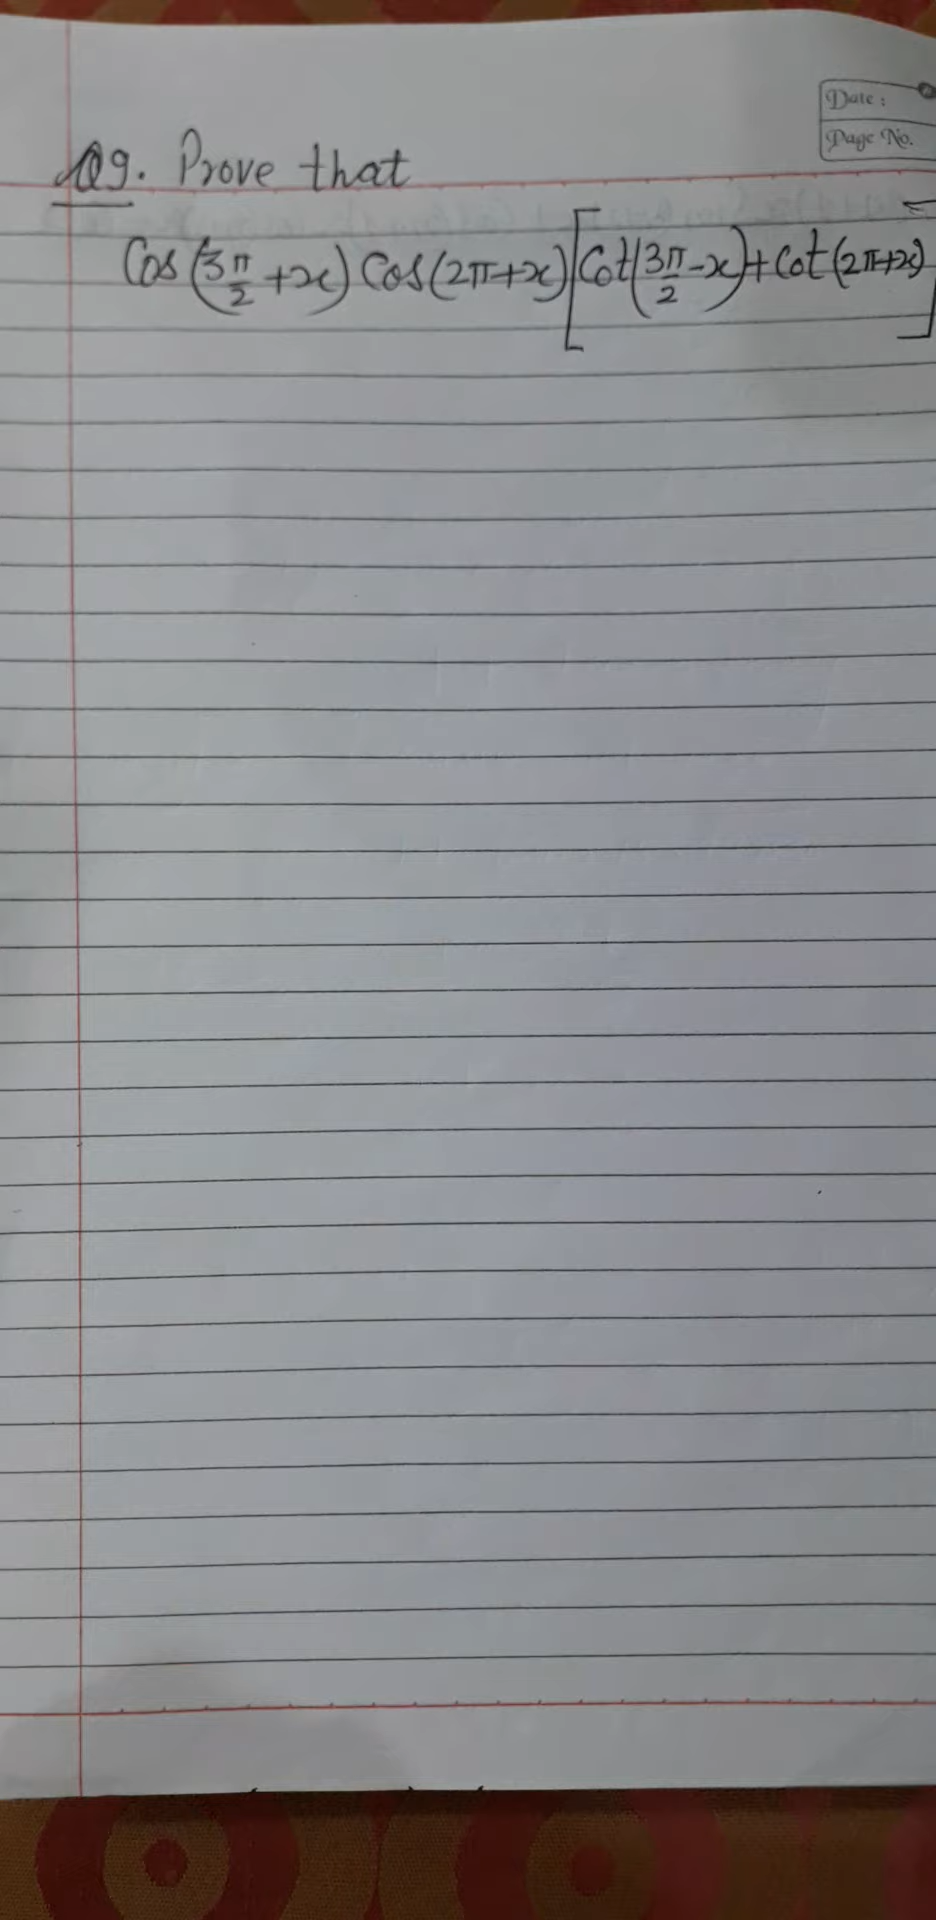 Date :
Page No.
Q9. Prove that
Cos(3π/2 +x) Cos(2π+x) [Cot(3π/2 -x)+Cot(2π+x)]